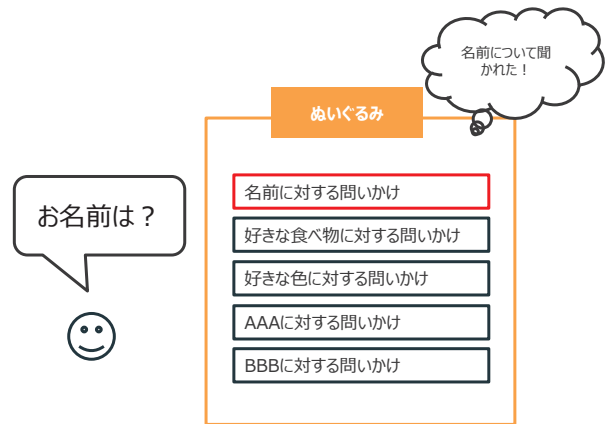 名前について聞
かれた！
ぬいぐるみ
お名前は？
名前に対する問いかけ
好きな食べ物に対する問いかけ
好きな色に対する問いかけ
AAAに対する問いかけ
BBBに対する問いかけ